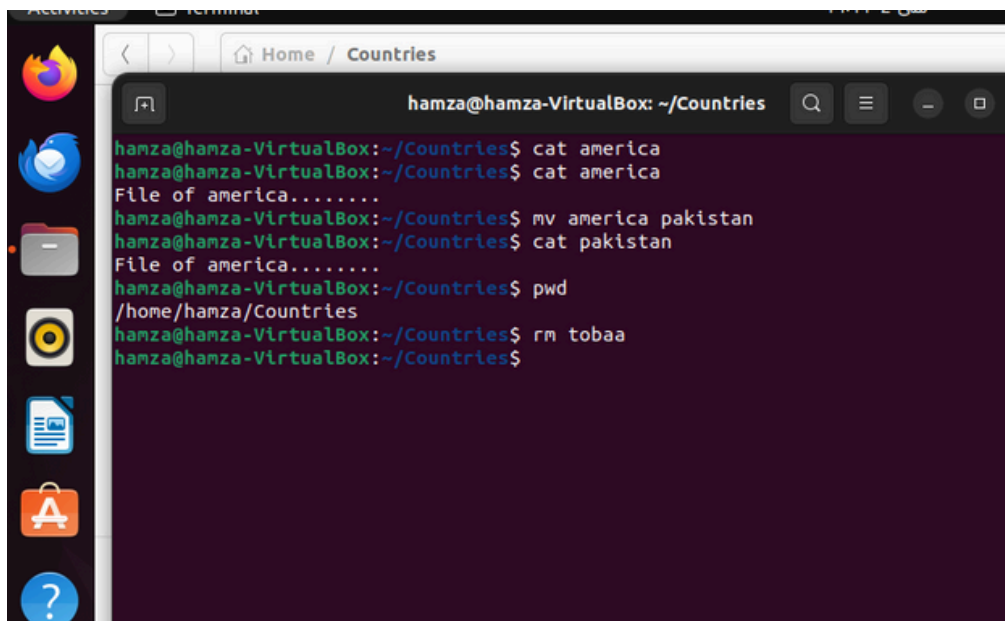 Activities Terminal
Home / Countries
hamza@hamza-VirtualBox: ~/Countries
hamza@hamza-VirtualBox:~/Countries$ cat america
hamza@hamza-VirtualBox:~/Countries$ cat america
File of america........
hamza@hamza-VirtualBox:~/Countries$ mv america pakistan
hamza@hamza-VirtualBox:~/Countries$ cat pakistan
File of america........
hamza@hamza-VirtualBox:~/Countries$ pwd
/home/hamza/Countries
hamza@hamza-VirtualBox:~/Countries$ rm tobaa
hamza@hamza-VirtualBox:~/Countries$